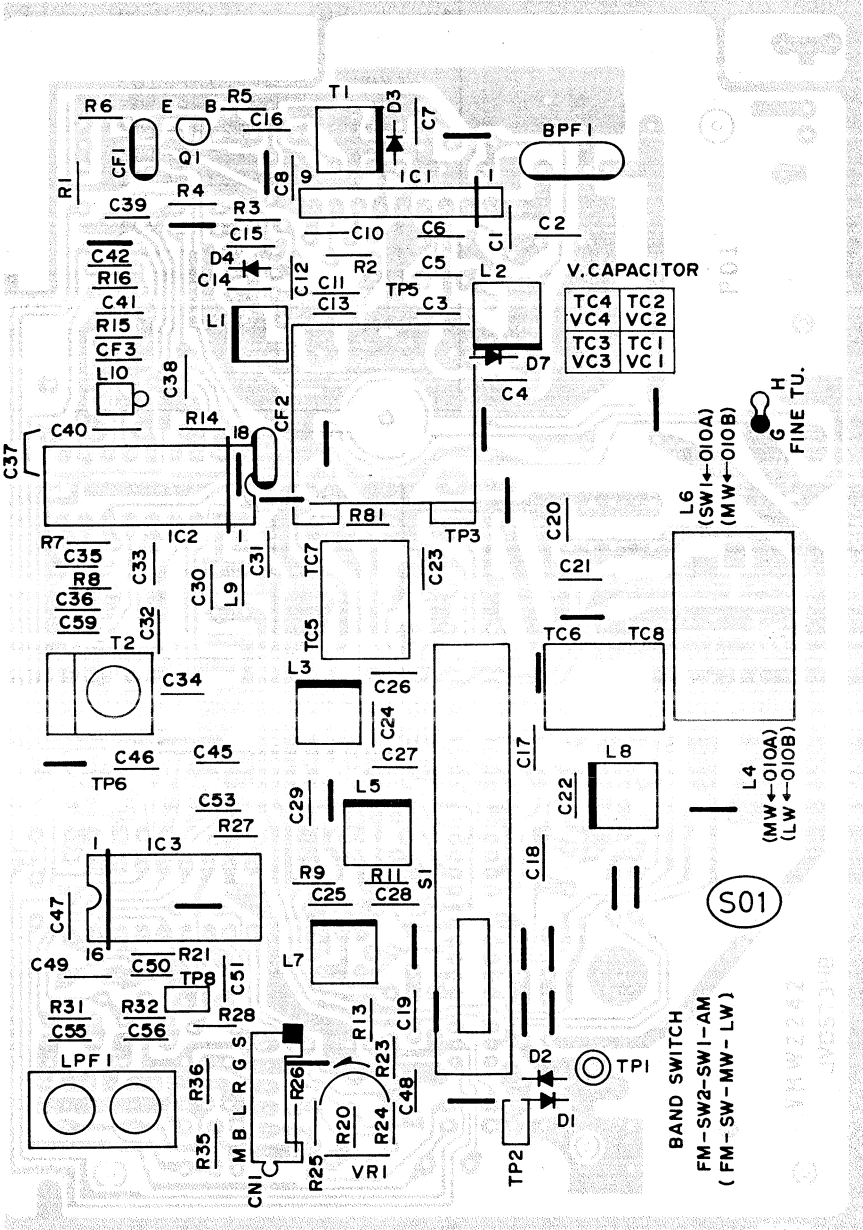 R6
E
B
R5
C16
T1
D3
C7
BPF1
CF1
Q1
R1
C8
9
IC1
1
R4
C39
R3
C15
C10
C6
C1
C2
C42
D4
C14
R16
C12
R2
C11
C13
TP5
C5
C3
L2
V.CAPACITOR
TC4
VC4
TC2
VC2
TC3
VC3
TC1
VC1
C41
R15
L1
CF3
L10
C38
D7
C4
C40
R14
18
CF2
C37
H
G
FINE TU.
L6
(SW1←010A)
(MW←010B)
IC2
1
R81
TP3
C20
R7
C35
R8
C36
C59
C33
C30
L9
C31
TC7
TC5
C23
C21
C32
T2
C34
L3
C26
C24
TC6
TC8
C46
C45
C27
C17
L8
TP6
C53
C29
L5
C22
L4
(MW←010A)
(LW←010B)
R27
1
IC3
R9
R11
S1
C18
C25
C28
C47
S01
16
R21
L7
C49
C50
C51
TP8
R31
R32
C55
C56
R28
R13
C19
LPF1
R36
M B L R G S
R26
R23
D2
TP1
C48
R35
R20
R24
D1
CN1
R25
VR1
TP2
BAND SWITCH
FM-SW2-SW1-AM
(FM-SW-MW-LW)
P01